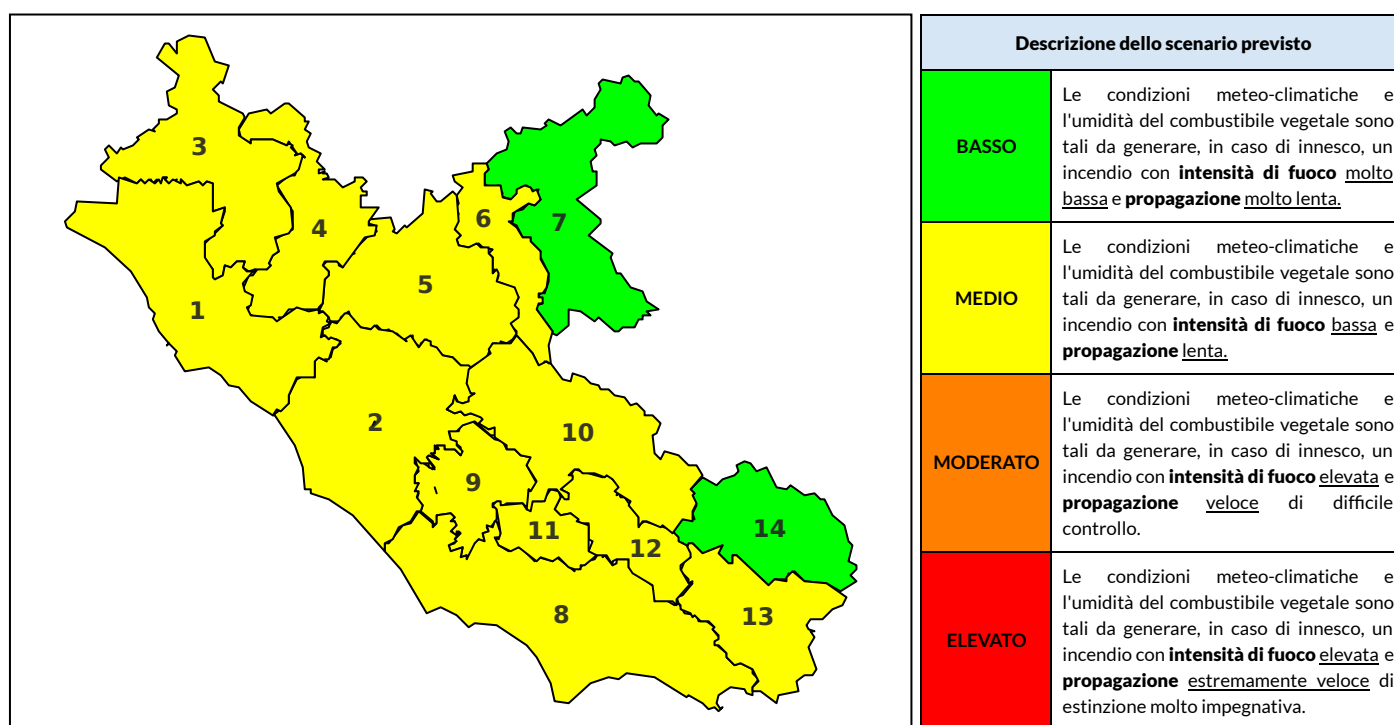 3
4
6
7
5
1
2
10
9
11
12
14
8
13
Descrizione dello scenario previsto
BASSO
Le condizioni meteo-climatiche e
l'umidità del combustibile vegetale sono
tali da generare, in caso di innesco, un
incendio con intensità di fuoco molto
bassa e propagazione molto lenta.
MEDIO
Le condizioni meteo-climatiche e
l'umidità del combustibile vegetale sono
tali da generare, in caso di innesco, un
incendio con intensità di fuoco bassa e
propagazione lenta.
MODERATO
Le condizioni meteo-climatiche e
l'umidità del combustibile vegetale sono
tali da generare, in caso di innesco, un
incendio con intensità di fuoco elevata e
propagazione veloce di difficile
controllo.
ELEVATO
Le condizioni meteo-climatiche e
l'umidità del combustibile vegetale sono
tali da generare, in caso di innesco, un
incendio con intensità di fuoco elevata e
propagazione estremamente veloce di
estinzione molto impegnativa.